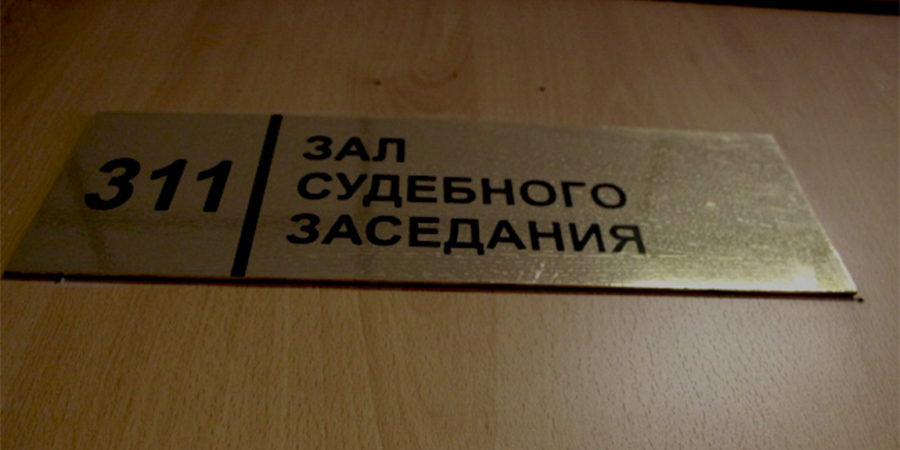 311
ЗАЛ
СУДЕБНОГО
ЗАСЕДАНИЯ